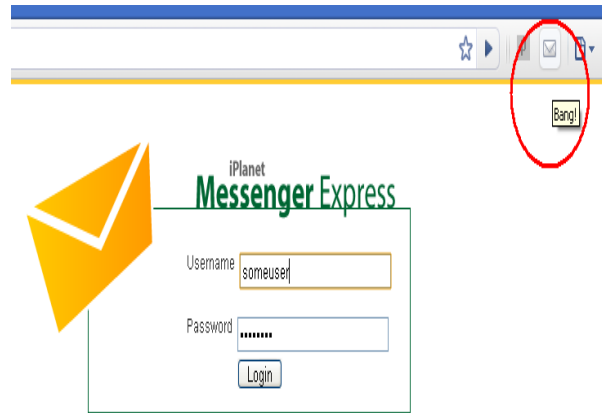 P
Bang!
iPlanet
Messenger Express
Username
someuser
Password
••••••••
Login